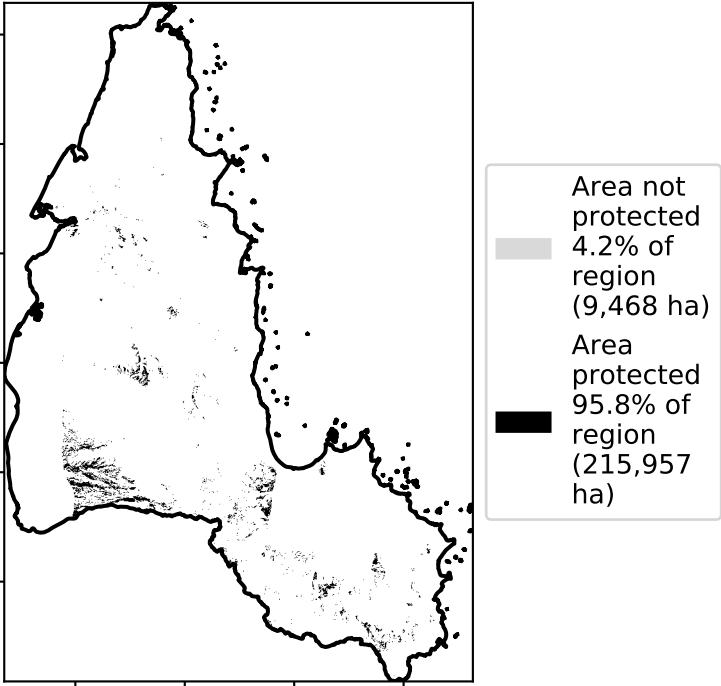 Area not
protected
4.2% of
region
(9,468 ha)
Area
protected
95.8% of
region
(215,957
ha)